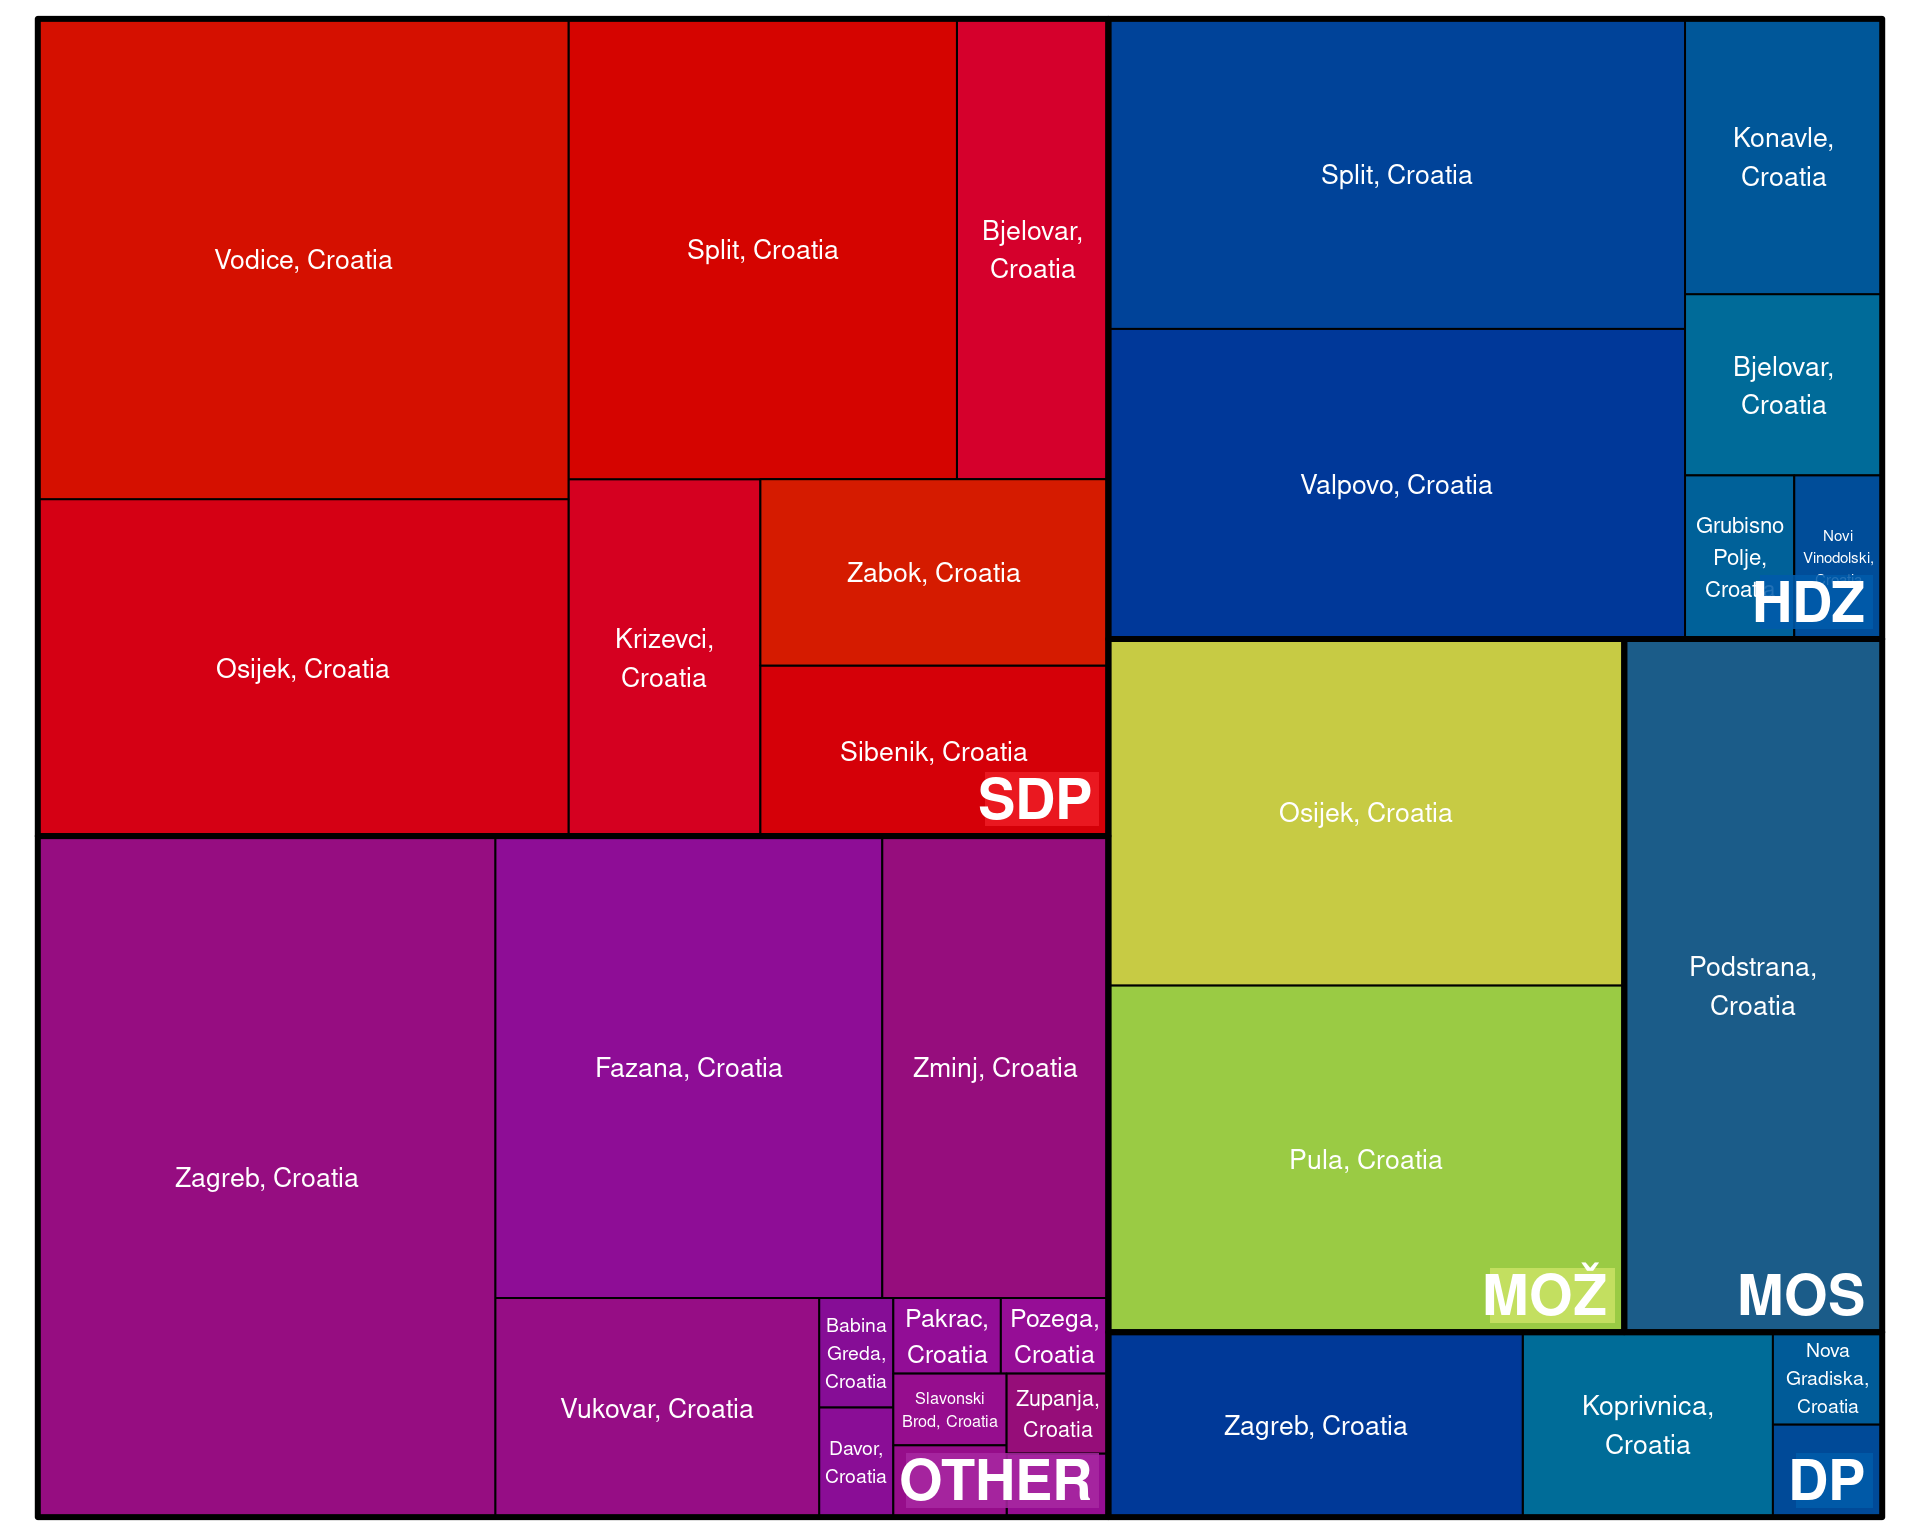 Vodice, Croatia
Split, Croatia
Bjelovar,
Croatia
Osijek, Croatia
Krizevci,
Croatia
Zabok, Croatia
Sibenik, Croatia
SDP
Split, Croatia
Konavle,
Croatia
Valpovo, Croatia
Bjelovar,
Croatia
Grubisno
Polje,
Croatia
Novi
Vinodolski,
Croatia
HDZ
Zagreb, Croatia
Fazana, Croatia
Zminj, Croatia
Vukovar, Croatia
Babina
Greda,
Croatia
Davor,
Croatia
Pakrac,
Croatia
Pozega,
Croatia
Slavonski
Brod, Croatia
Zupanja,
Croatia
OTHER
Osijek, Croatia
Pula, Croatia
MOŽ
Podstrana,
Croatia
MOS
Zagreb, Croatia
Koprivnica,
Croatia
Nova
Gradiska,
Croatia
DP